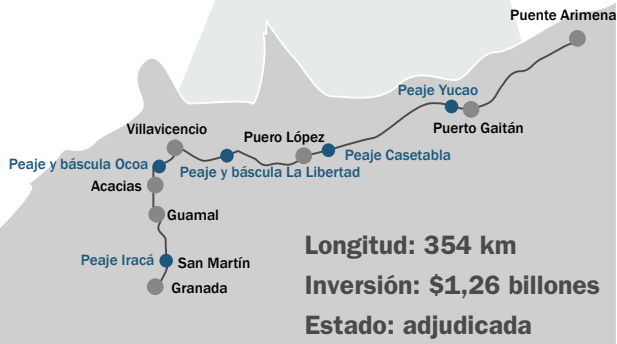 Puente Arimena
Peaje Yucao
Villavicencio
Puerto Gaitán
Puero López
Peaje Casetabla
Peaje y báscula Ocoa
Peaje y báscula La Libertad
Acacias
Guamal
Peaje Iracá
San Martín
Granada
Longitud: 354 km
Inversión: $1,26 billones
Estado: adjudicada